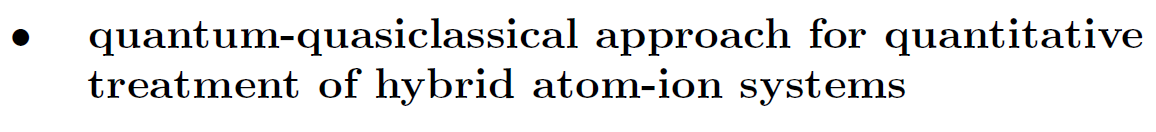 • quantum-quasiclassical approach for quantitative
treatment of hybrid atom-ion systems